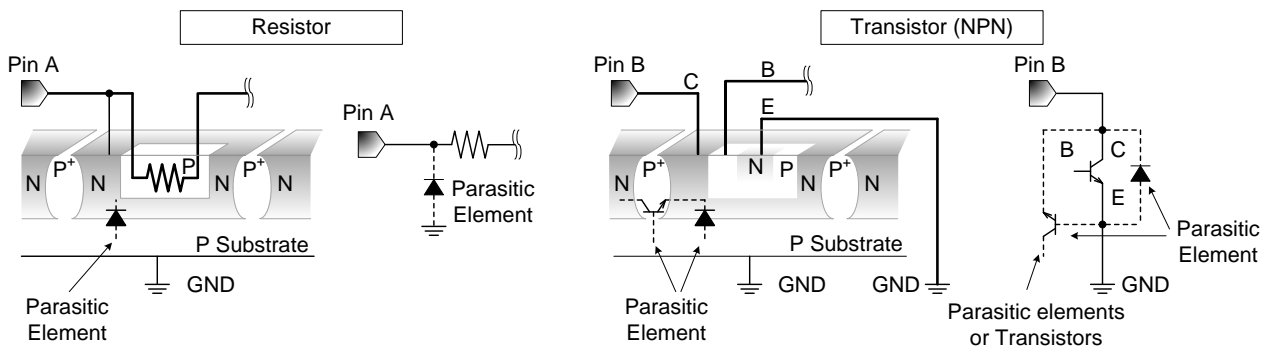 Resistor
Transistor (NPN)
Pin A
Pin A
N
P+
N
P
N
P+
N
Parasitic
Element
P Substrate
GND
Parasitic
Element
Pin B
C
B
E
N
P+
N
N
P
N
P+
N
P Substrate
GND
GND
Parasitic
Element
Pin B
B
C
E
Parasitic
Element
GND
Parasitic elements
or Transistors